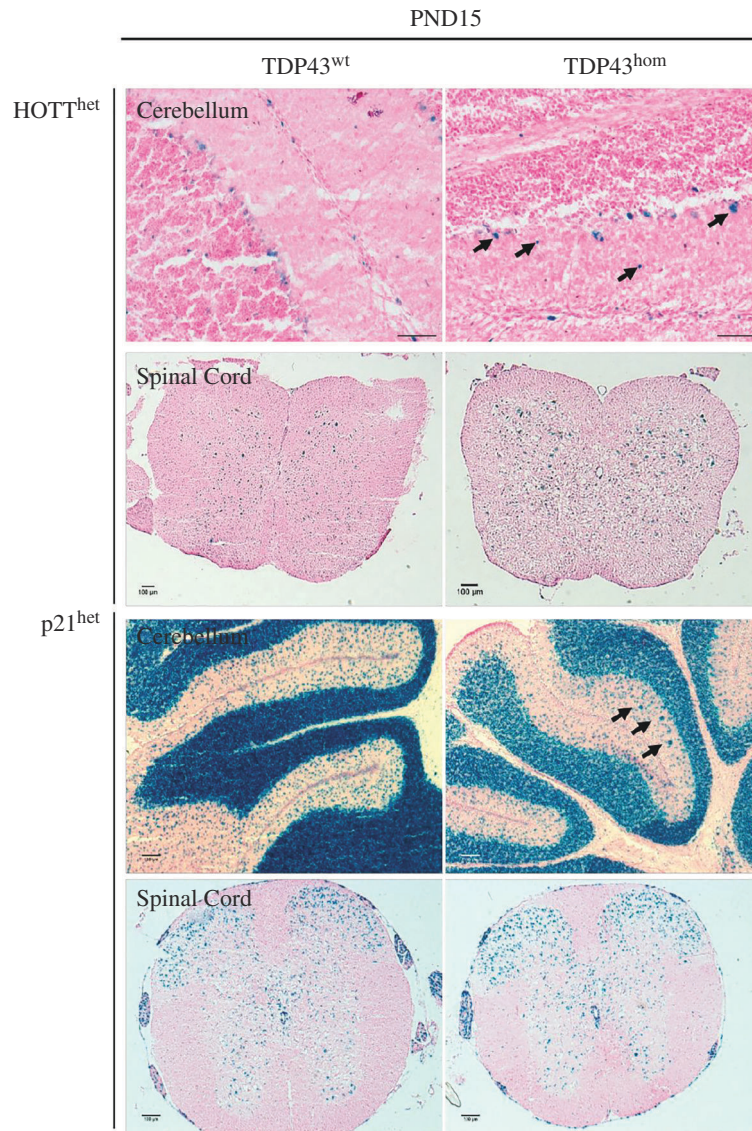 PND15
TDP43wt TDP43hom
HOTThet
Cerebellum
Spinal Cord
100 µm 100 µm
p21het
Cerebellum
Spinal Cord